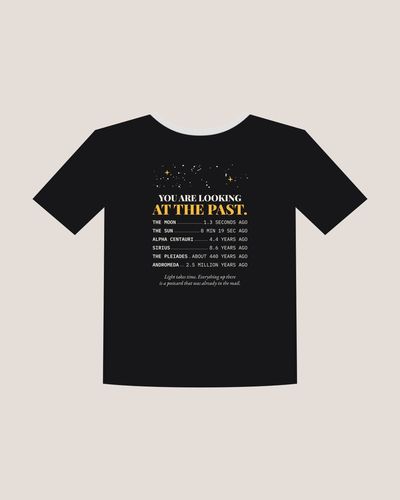 YOU ARE LOOKING
AT THE PAST.
THE MOON 1.3 SECONDS AGO
THE SUN 8 MIN 19 SEC AGO
ALPHA CENTAURI 4.4 YEARS AGO
SIRIUS 8.6 YEARS AGO
THE PLEIADES ABOUT 440 YEARS AGO
ANDROMEDA 2.5 MILLION YEARS AGO
Light takes time. Everything up there
is a postcard that was already in the mail.